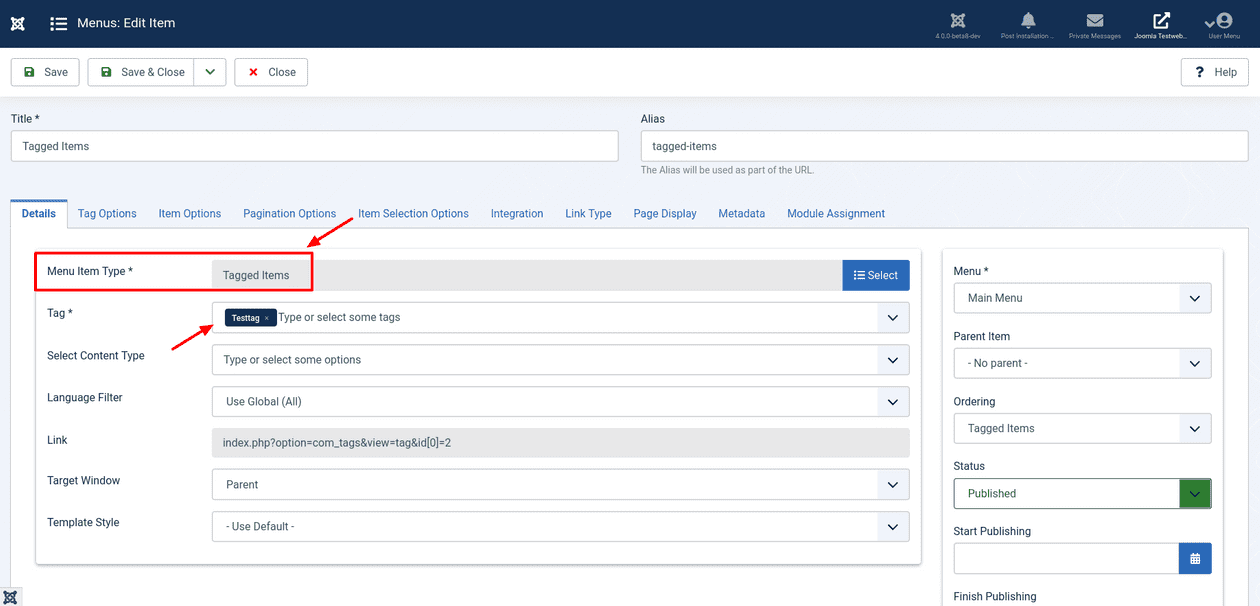 Menus: Edit Item
4.0.0-beta8-dev
Post Installation ...
Private Messages
Joomla Testweb...
User Menu
Save
Save & Close
Close
? Help
Title *
Alias
Tagged Items
tagged-items
The Alias will be used as part of the URL.
Details Tag Options Item Options Pagination Options Item Selection Options Integration Link Type Page Display Metadata Module Assignment
Menu Item Type *
Tagged Items
Select
Tag *
Testtag ×
Type or select some tags
Select Content Type
Type or select some options
Language Filter
Use Global (All)
Link
index.php?option=com_tags&view=tag&id[0]=2
Target Window
Parent
Template Style
- Use Default -
Menu *
Main Menu
Parent Item
- No parent -
Ordering
Tagged Items
Status
Published
Start Publishing
Finish Publishing